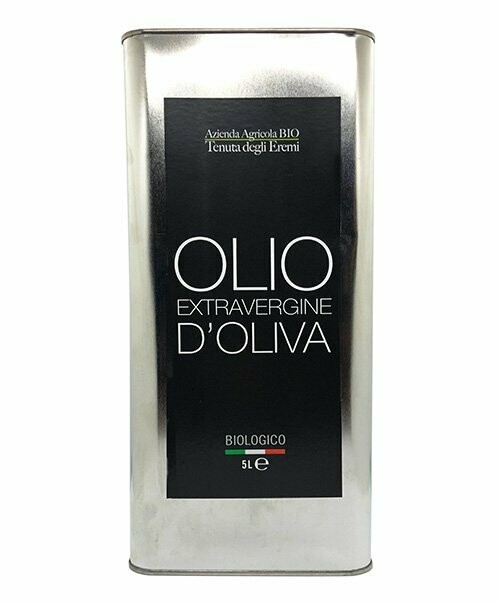 Azienda Agricola BIO
Tenuta degli Eremi
OLIO
EXTRAVERGINE
D'OLIVA
BIOLOGICO
5L ℮